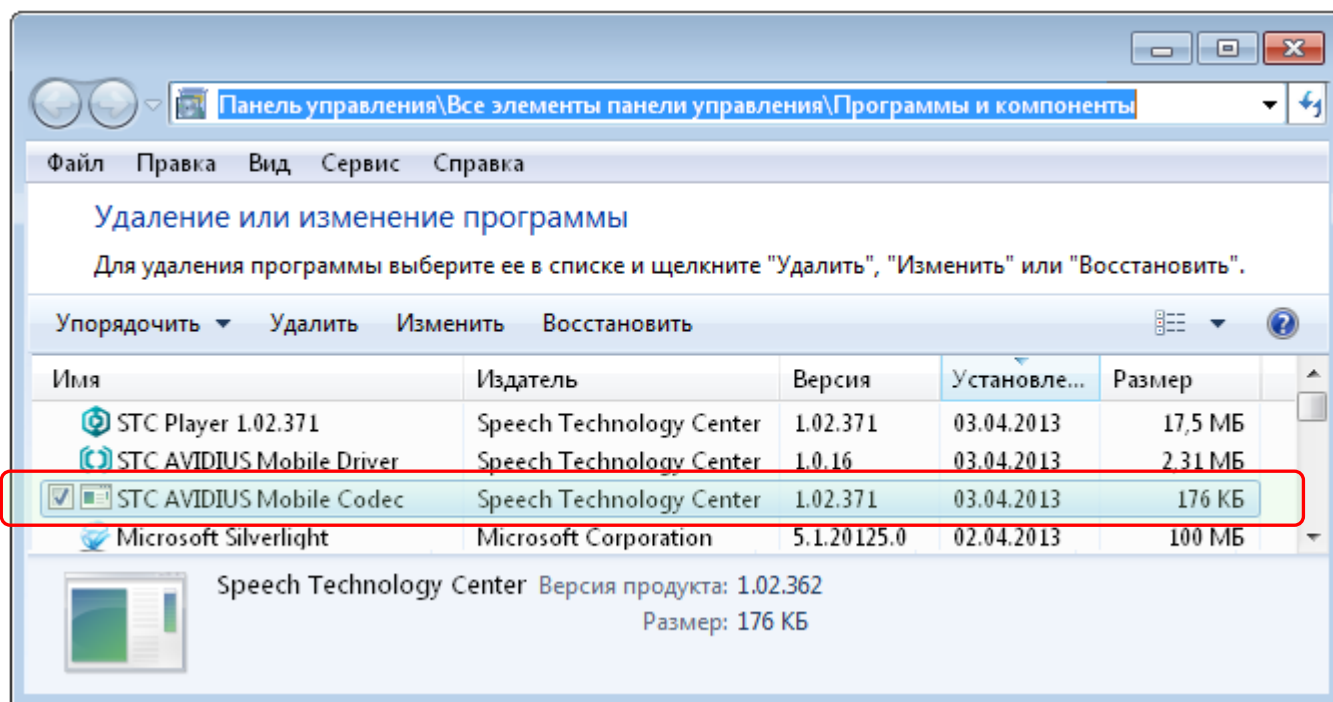 Панель управления\Все элементы панели управления\Программы и компоненты
Файл Правка Вид Сервис Справка
Удаление или изменение программы
Для удаления программы выберите ее в списке и щелкните "Удалить", "Изменить" или "Восстановить".
Упорядочить Удалить Изменить Восстановить
Имя Издатель Версия Установле... Размер
STC Player 1.02.371 Speech Technology Center 1.02.371 03.04.2013 17,5 МБ
STC AVIDIUS Mobile Driver Speech Technology Center 1.0.16 03.04.2013 2,31 МБ
STC AVIDIUS Mobile Codec Speech Technology Center 1.02.371 03.04.2013 176 КБ
Microsoft Silverlight Microsoft Corporation 5.1.20125.0 02.04.2013 100 МБ
Speech Technology Center Версия продукта: 1.02.362
Размер: 176 КБ